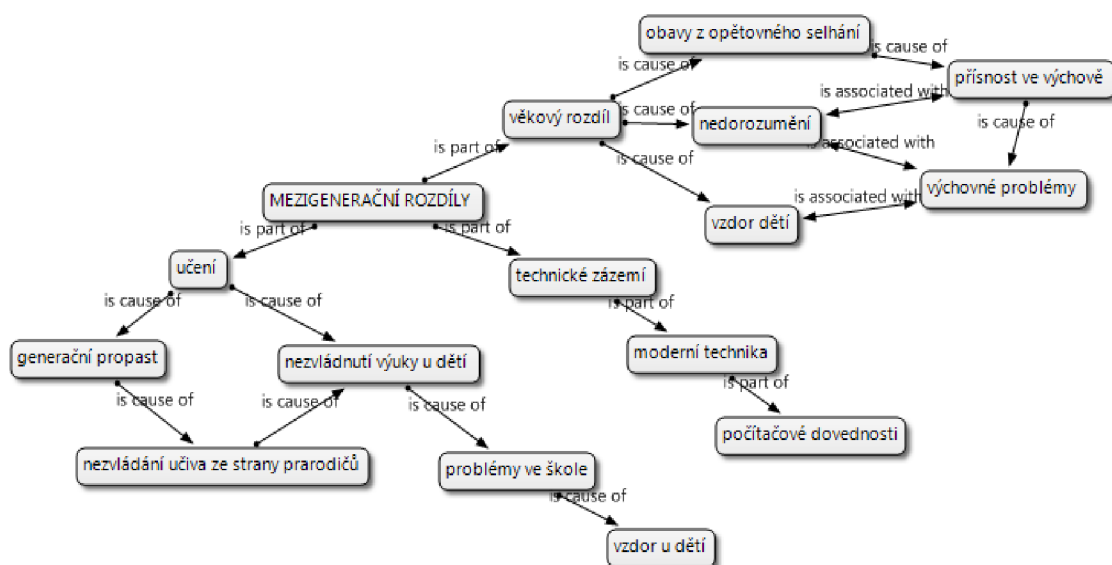 obavy z opětovného selhání
is cause of
is cause of
přísnost ve výchově
is associated with
věkový rozdíl
is cause of
nedorozumění
is cause of
is part of
is cause of
is associated with
MEZIGENERAČNÍ ROZDÍLY
výchovné problémy
is associated with
vzdor dětí
is part of
is part of
učení
technické zázemí
is cause of
is cause of
is part of
generační propast
nezvládnutí výuky u dětí
moderní technika
is cause of
is cause of
is cause of
is part of
počítačové dovednosti
nezvládání učiva ze strany prarodičů
problémy ve škole
is cause of
vzdor u dětí